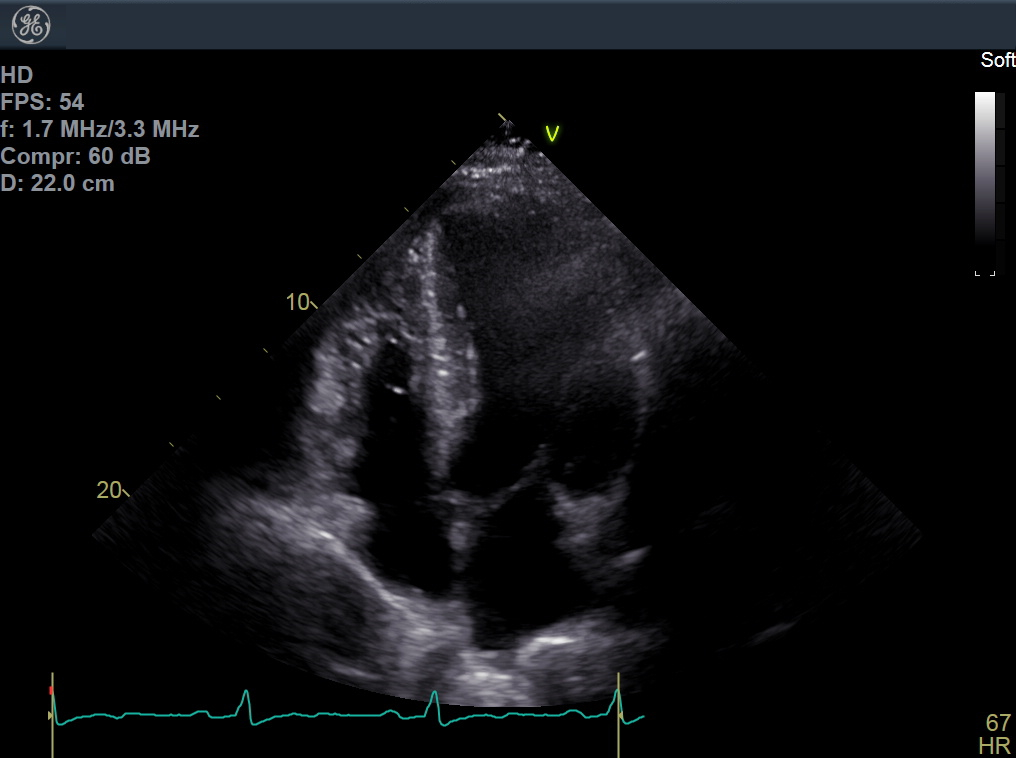 GE
Soft
HD
FPS: 54
f: 1.7 MHz/3.3 MHz
Compr: 60 dB
D: 22.0 cm
V
10
20
67
HR